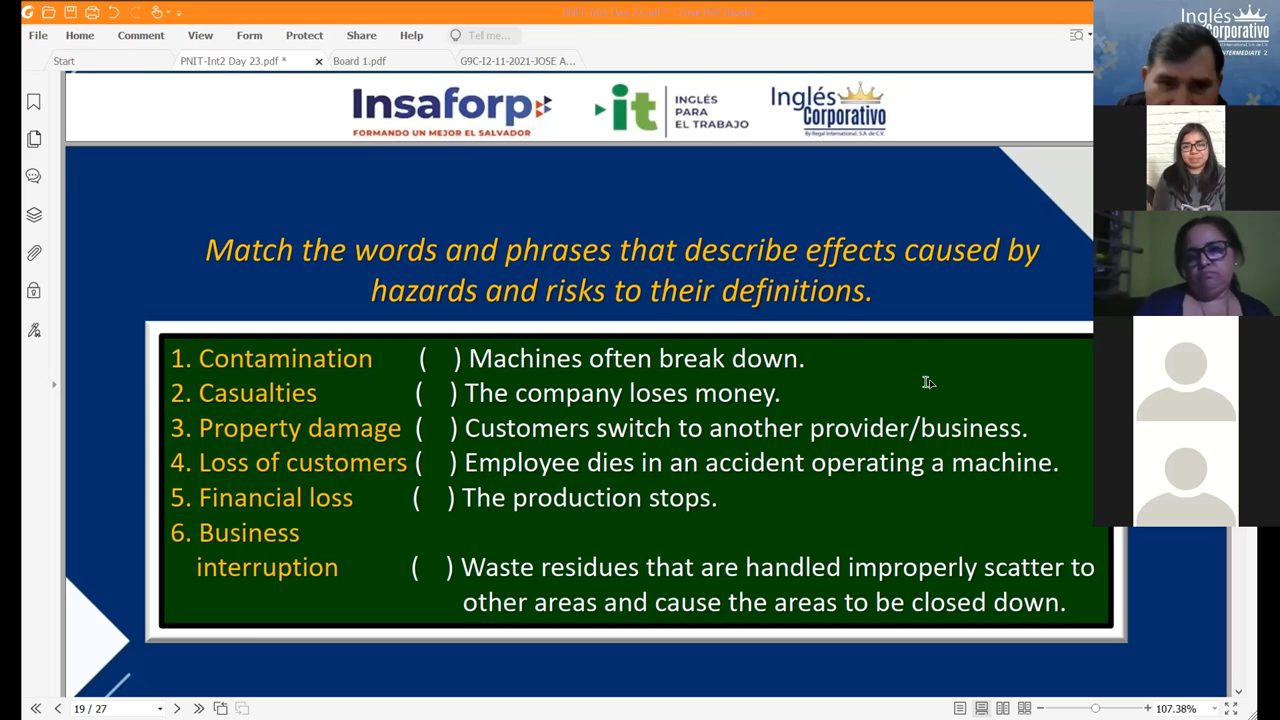 File Home Comment View Form Protect Share Help Tell me...
Start PNIT-Int2 Day 23.pdf * Board 1.pdf G9C-I2-11-2021-JOSE A...
Insaforp
FORMANDO UN MEJOR EL SALVADOR
it INGLÉS PARA EL TRABAJO
Inglés Corporativo
By Regal International, S.A. de C.V.
Inglés Corporativo
INTERMEDIATE 2
Match the words and phrases that describe effects caused by
hazards and risks to their definitions.
1. Contamination ( ) Machines often break down.
2. Casualties ( ) The company loses money.
3. Property damage ( ) Customers switch to another provider/business.
4. Loss of customers ( ) Employee dies in an accident operating a machine.
5. Financial loss ( ) The production stops.
6. Business
interruption ( ) Waste residues that are handled improperly scatter to
other areas and cause the areas to be closed down.
19 / 27 107.38%